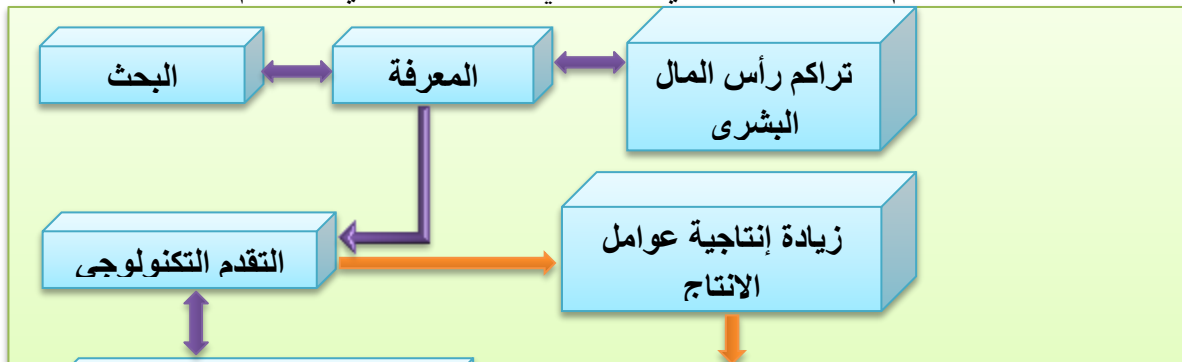 تراكم رأس المال
البشرى
المعرفة
البحث
زيادة إنتاجية عوامل
الانتاج
التقدم التكنولوجى